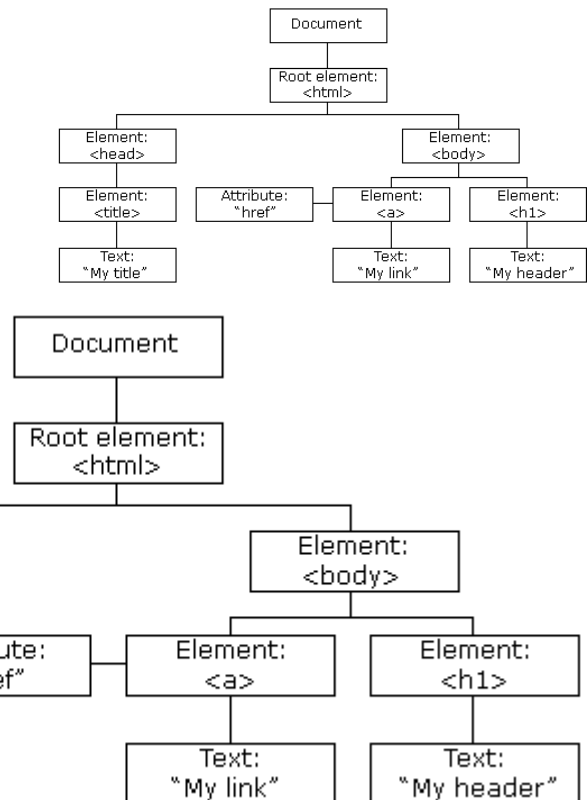 Document
Root element:
<html>
Element:
<head>
Element:
<body>
Element:
<title>
Attribute:
"href"
Element:
<a>
Element:
<h1>
Text:
"My title"
Text:
"My link"
Text:
"My header"
Document
Root element:
<html>
Element:
<body>
ute:
ef"
Element:
<a>
Element:
<h1>
Text:
"My link"
Text:
"My header"